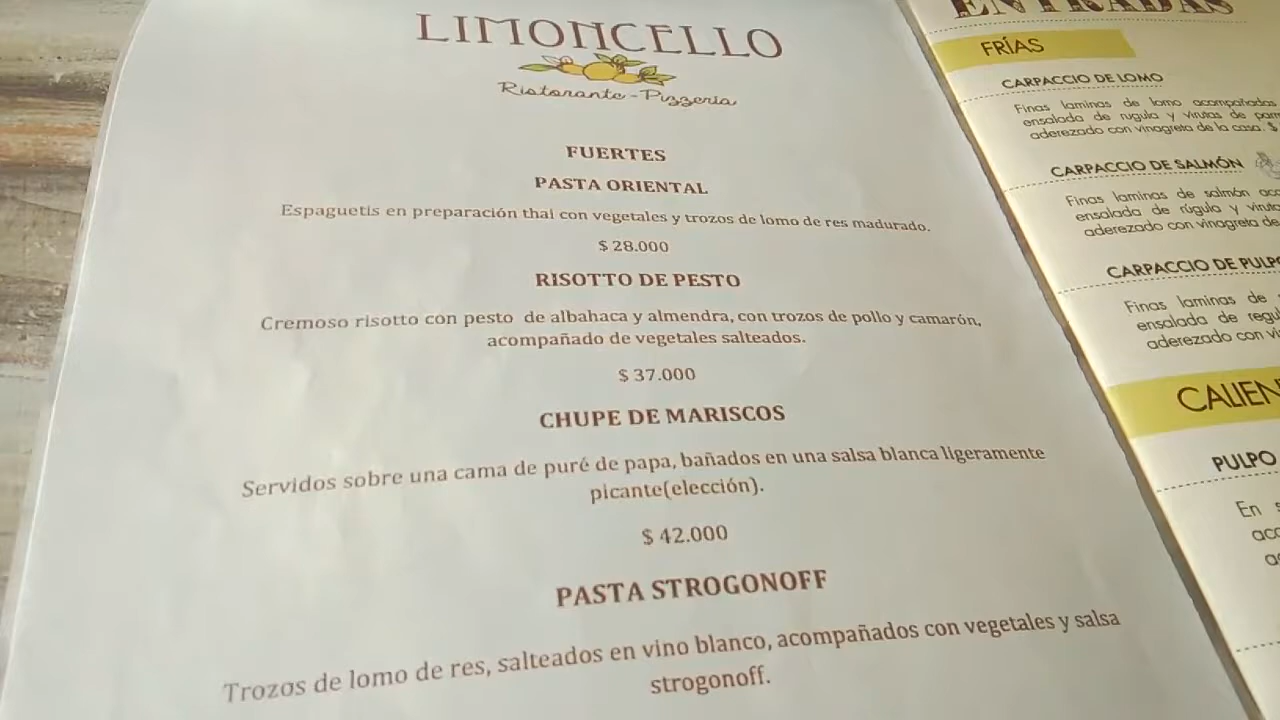 LIMONCELLO
Ristorante-Pizzeria
FUERTES
PASTA ORIENTAL
Espaguetis en preparación thai con vegetales y trozos de lomo de res madurado.
$ 28.000
RISOTTO DE PESTO
Cremoso risotto con pesto de albahaca y almendra, con trozos de pollo y camarón,
acompañado de vegetales salteados.
$ 37.000
CHUPE DE MARISCOS
Servidos sobre una cama de puré de papa, bañados en una salsa blanca ligeramente
picante(elección).
$ 42.000
PASTA STROGONOFF
Trozos de lomo de res, salteados en vino blanco, acompañados con vegetales y salsa
strogonoff.
ENTRADAS
FRÍAS
CARPACCIO DE LOMO
Finas laminas de lomo acompañadas
ensalada de rugula y virutas de
aderezado con vinagreta de la casa. $
CARPACCIO DE SALMÓN
Finas laminas de salmón
ensalada de rúgula y
aderezado con vinagreta de
CARPACCIO DE
Finas laminas de
ensalada de
aderezado con
PULPO
En